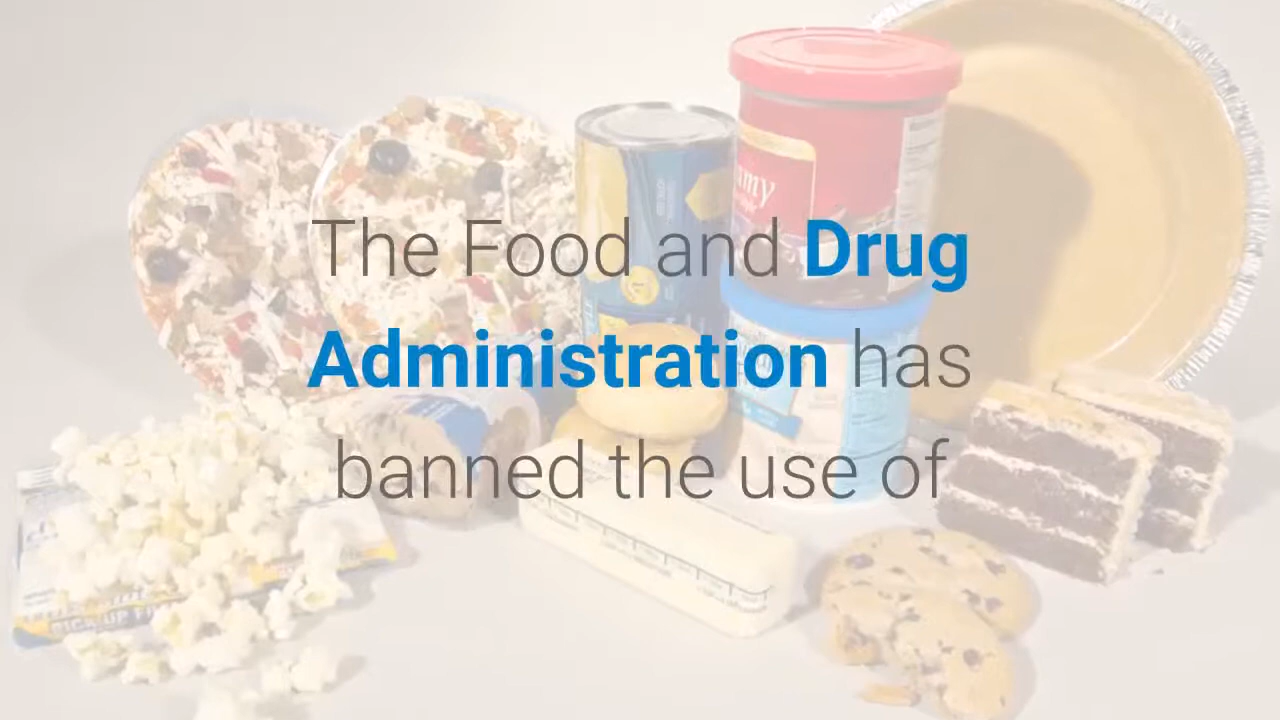 The Food and Drug
Administration has
banned the use of